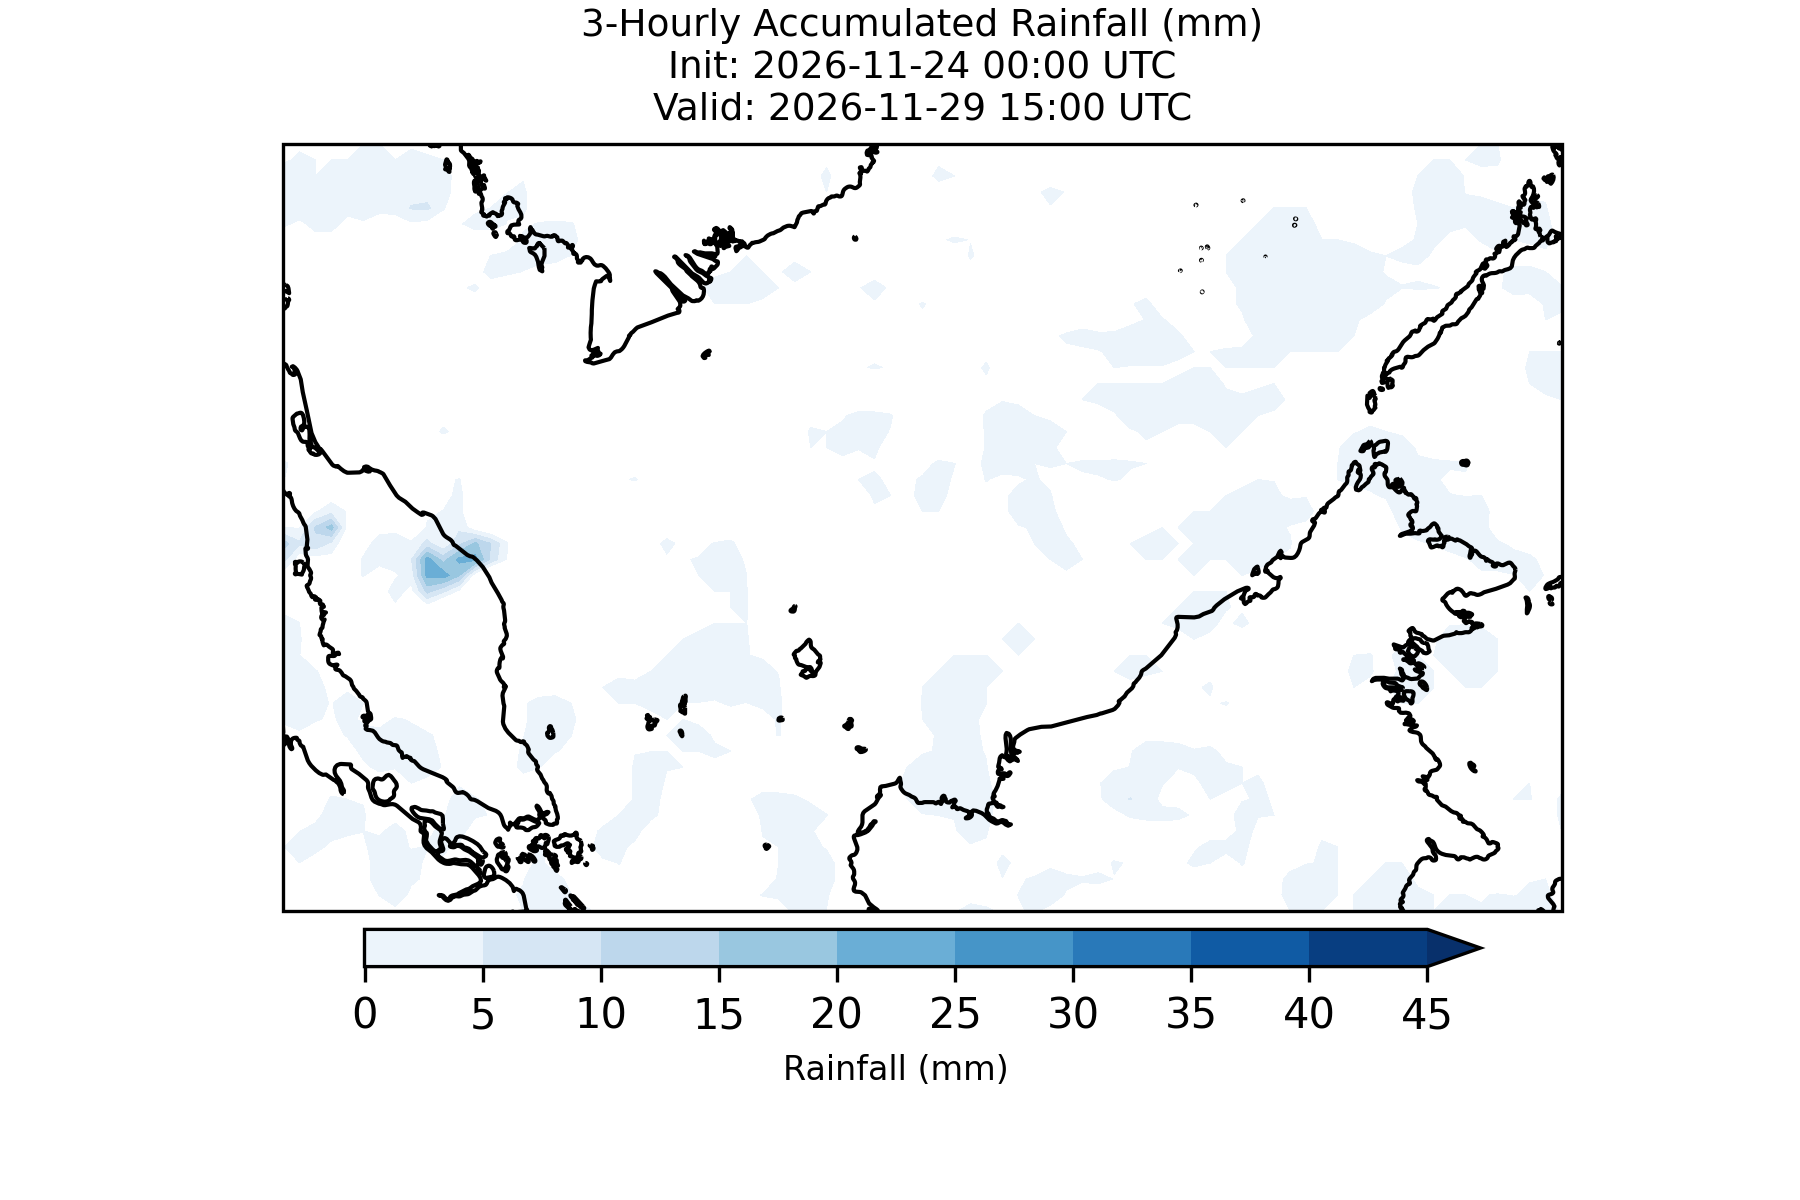 3-Hourly Accumulated Rainfall (mm)
Init: 2026-11-24 00:00 UTC
Valid: 2026-11-29 15:00 UTC
0 5 10 15 20 25 30 35 40 45
Rainfall (mm)